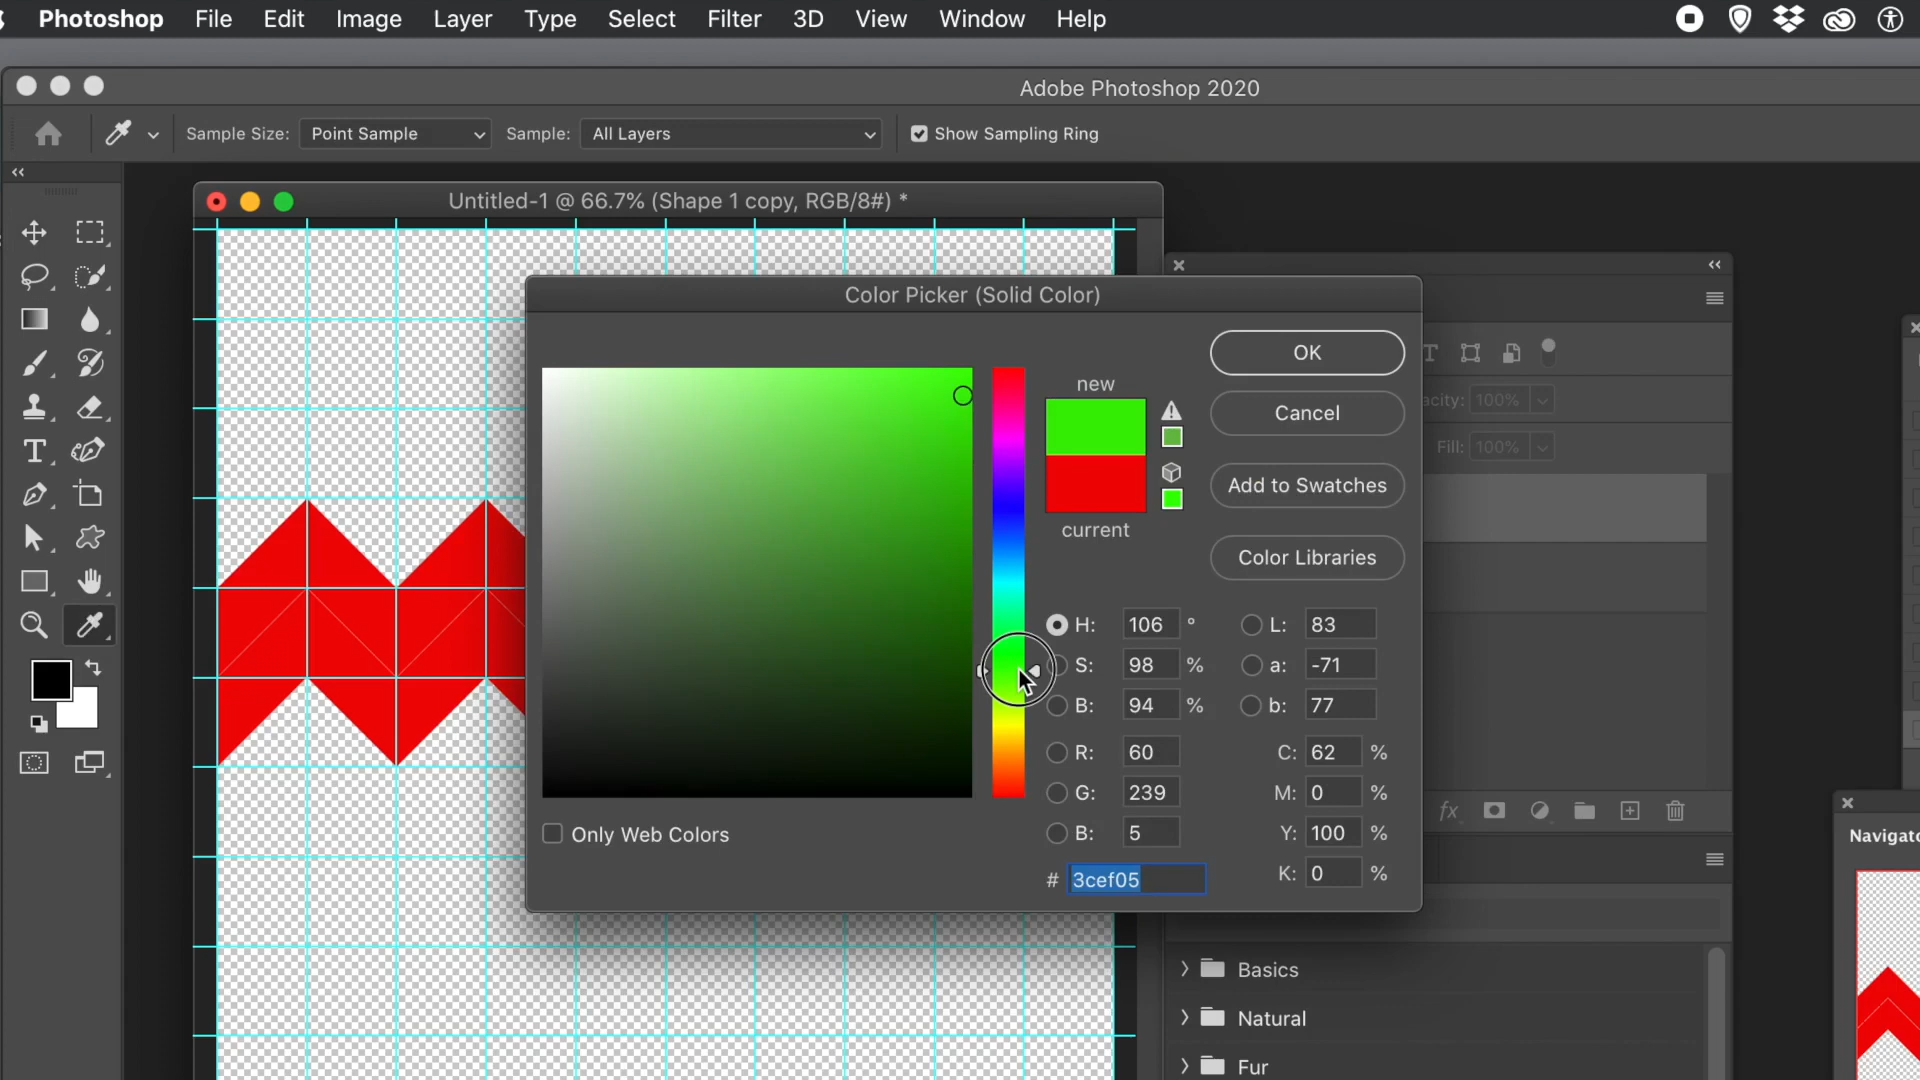 Photoshop File Edit Image Layer Type Select Filter 3D View Window Help
Adobe Photoshop 2020
Sample Size: Point Sample Sample: All Layers Show Sampling Ring
Untitled-1 @ 66.7% (Shape 1 copy, RGB/8#) *
Color Picker (Solid Color)
OK
new
Cancel
100%
Fill: 100%
Add to Swatches
current
Color Libraries
H: 106 ° L: 83
S: 98 % a: -71
B: 94 % b: 77
R: 60 C: 62 %
G: 239 M: 0 %
B: 5 Y: 100 %
# 3cef05 K: 0 %
Only Web Colors
Basics
Natural
Fur